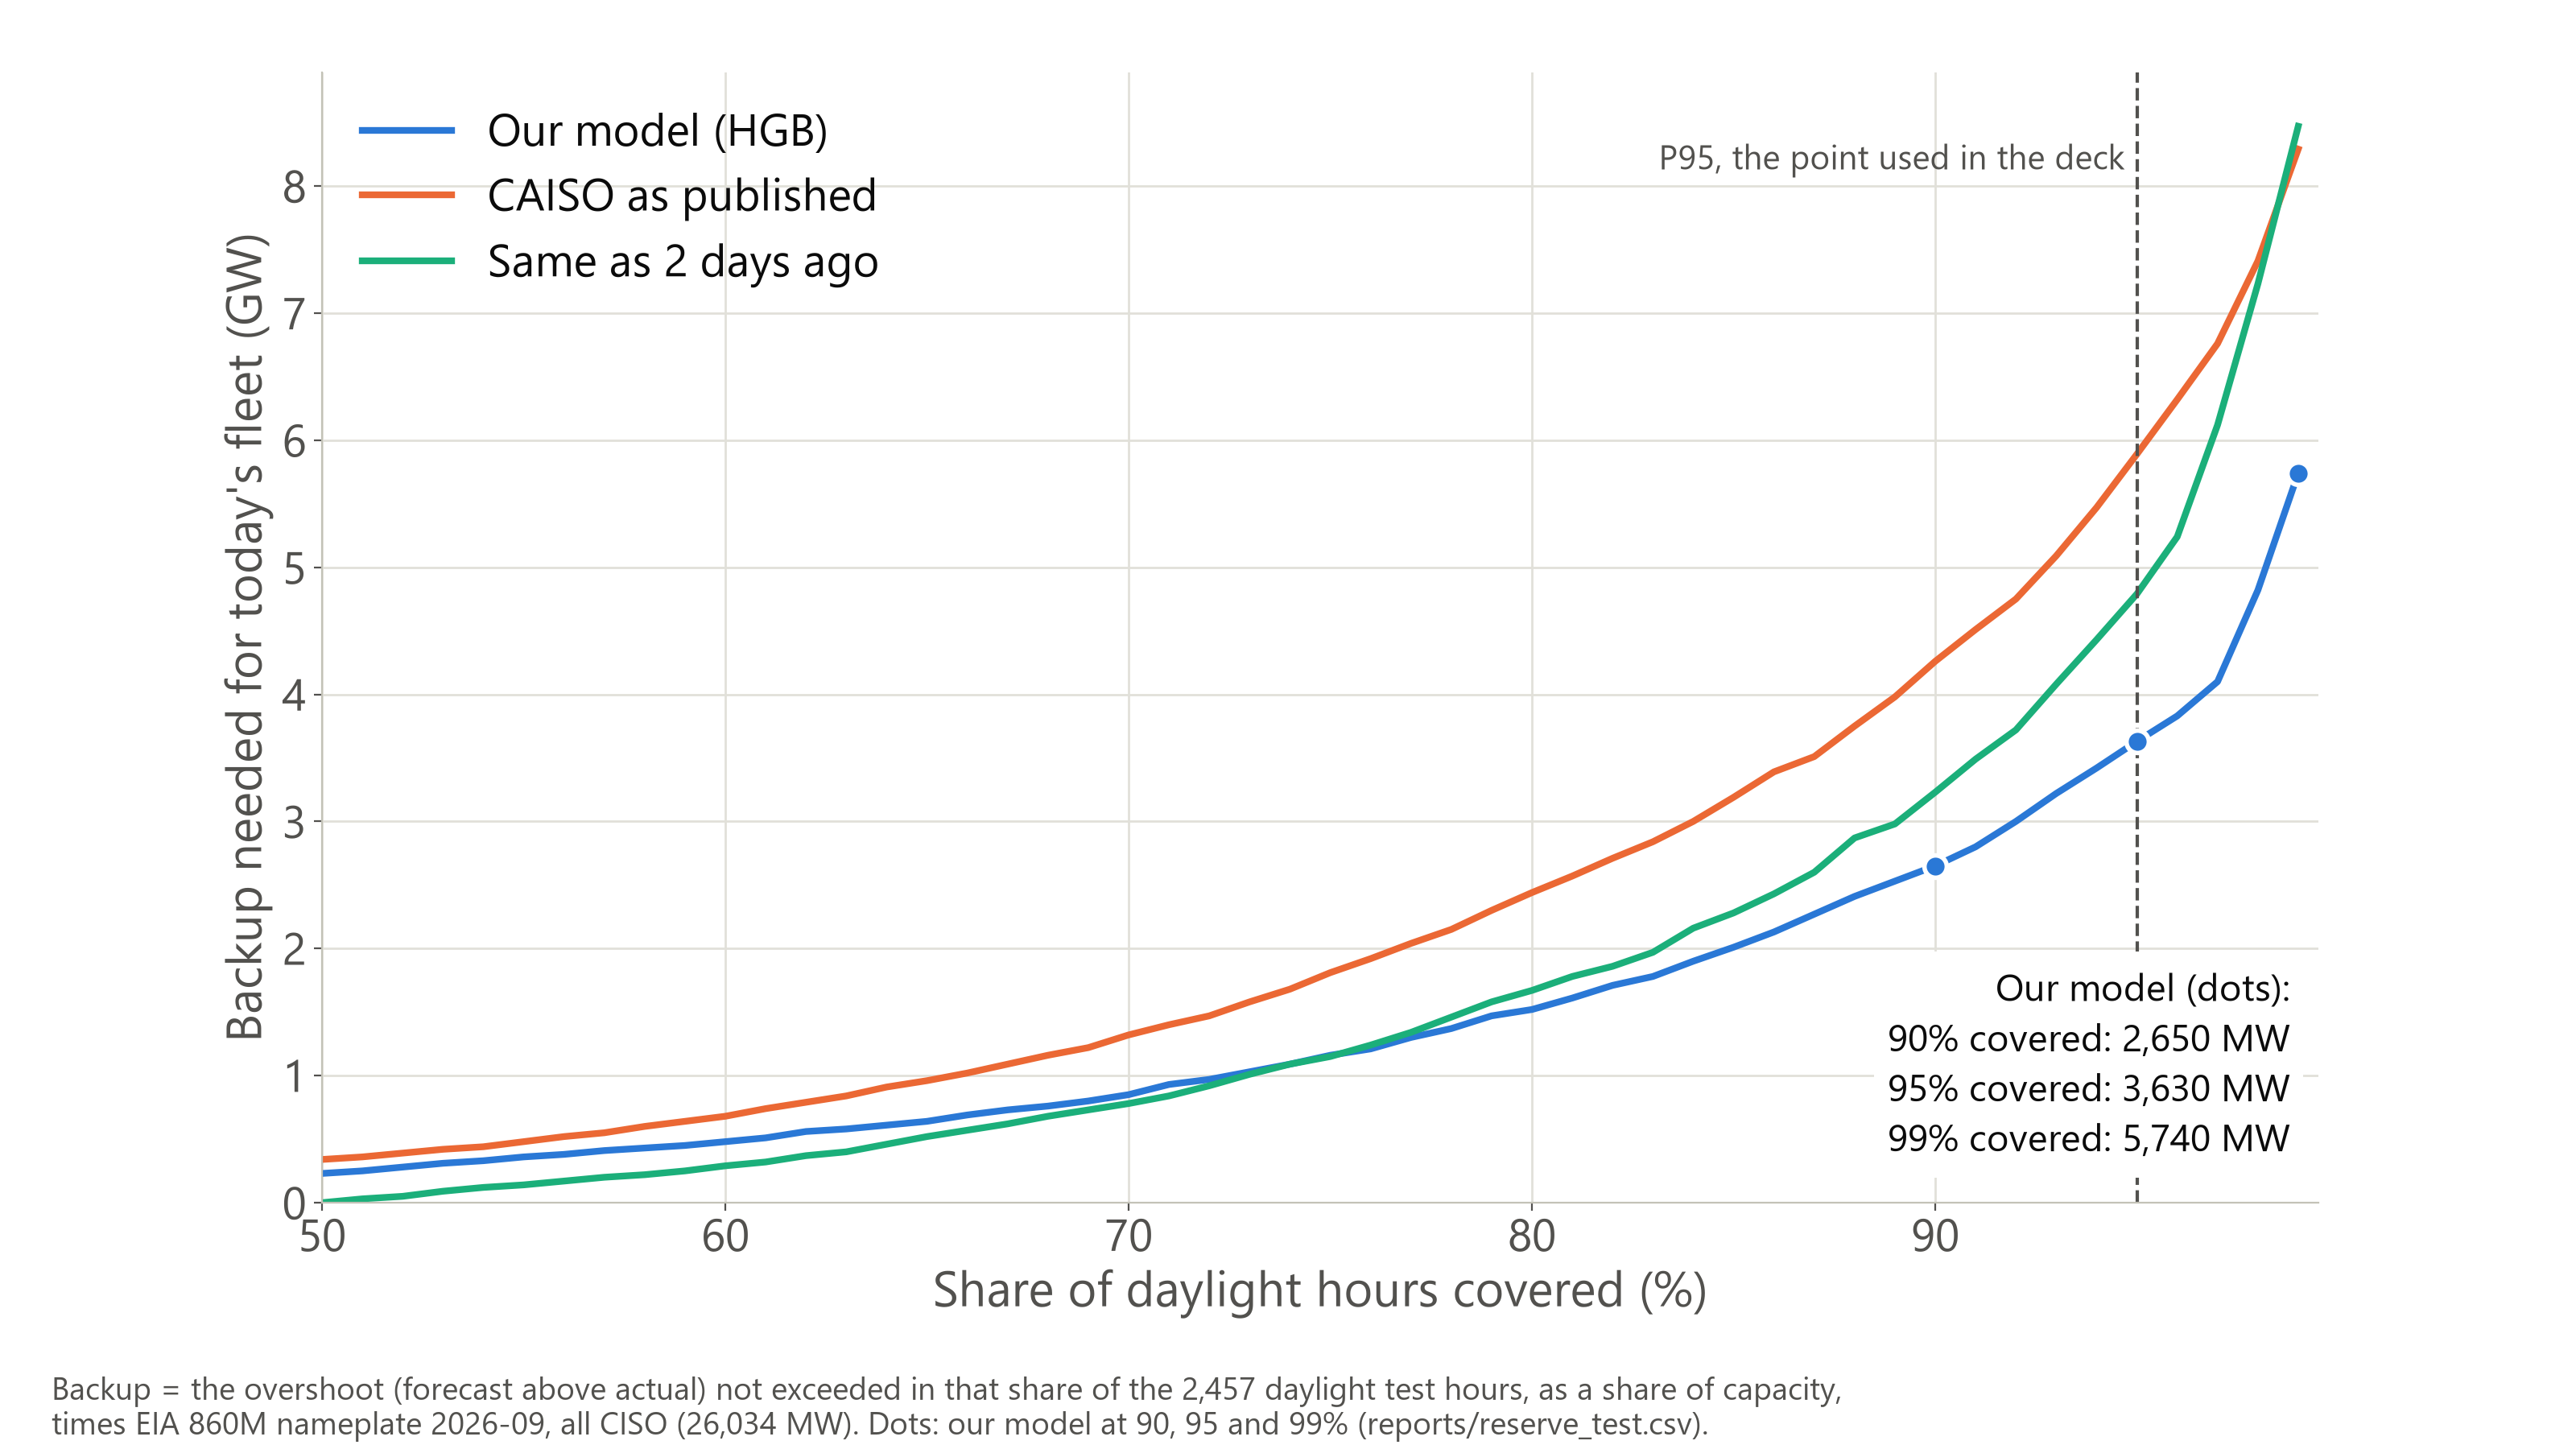 Our model (HGB)
CAISO as published
Same as 2 days ago
P95, the point used in the deck
Backup needed for today's fleet (GW)
8
7
6
5
4
3
2
1
0
Our model (dots):
90% covered: 2,650 MW
95% covered: 3,630 MW
99% covered: 5,740 MW
50
60
70
80
90
Share of daylight hours covered (%)
Backup = the overshoot (forecast above actual) not exceeded in that share of the 2,457 daylight test hours, as a share of capacity,
times EIA 860M nameplate 2026-09, all CISO (26,034 MW). Dots: our model at 90, 95 and 99% (reports/reserve_test.csv).